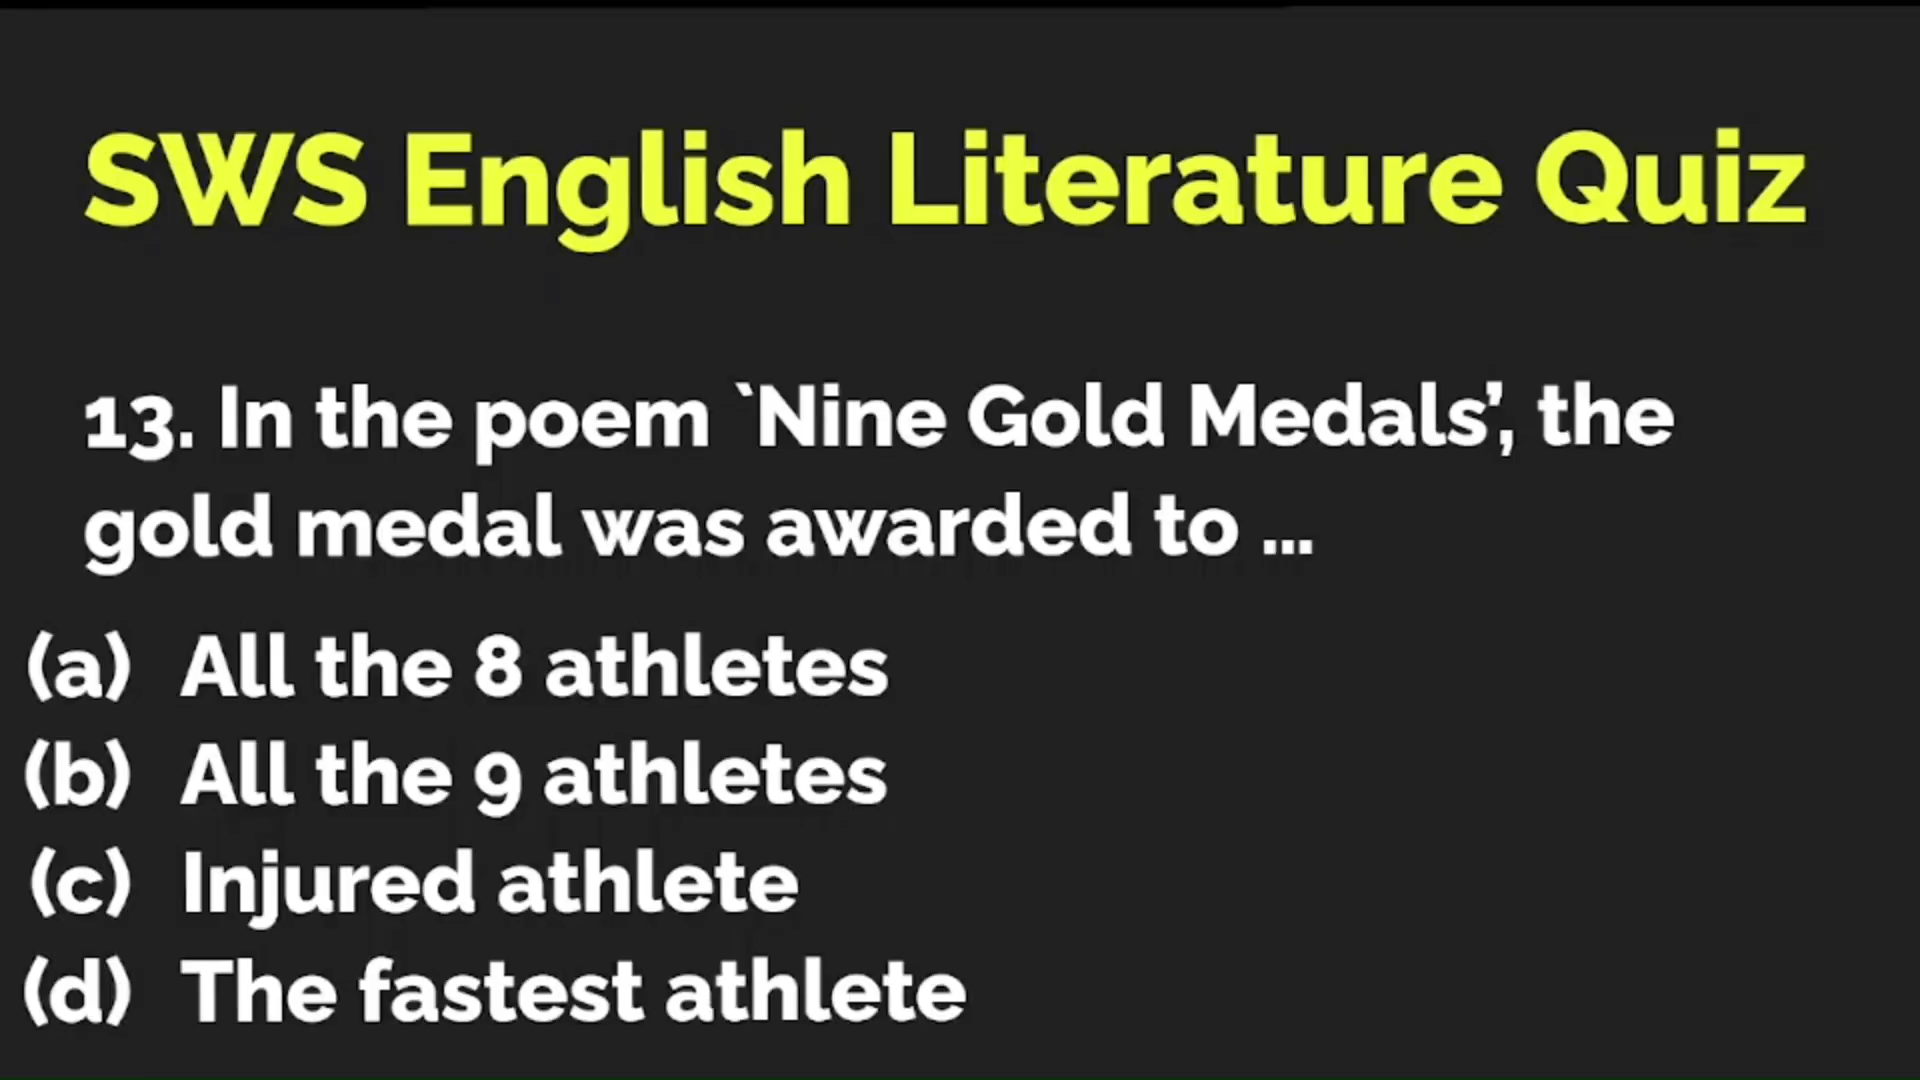 SWS English Literature Quiz
13. In the poem `Nine Gold Medals’, the
gold medal was awarded to ...
(a) All the 8 athletes
(b) All the 9 athletes
(c) Injured athlete
(d) The fastest athlete